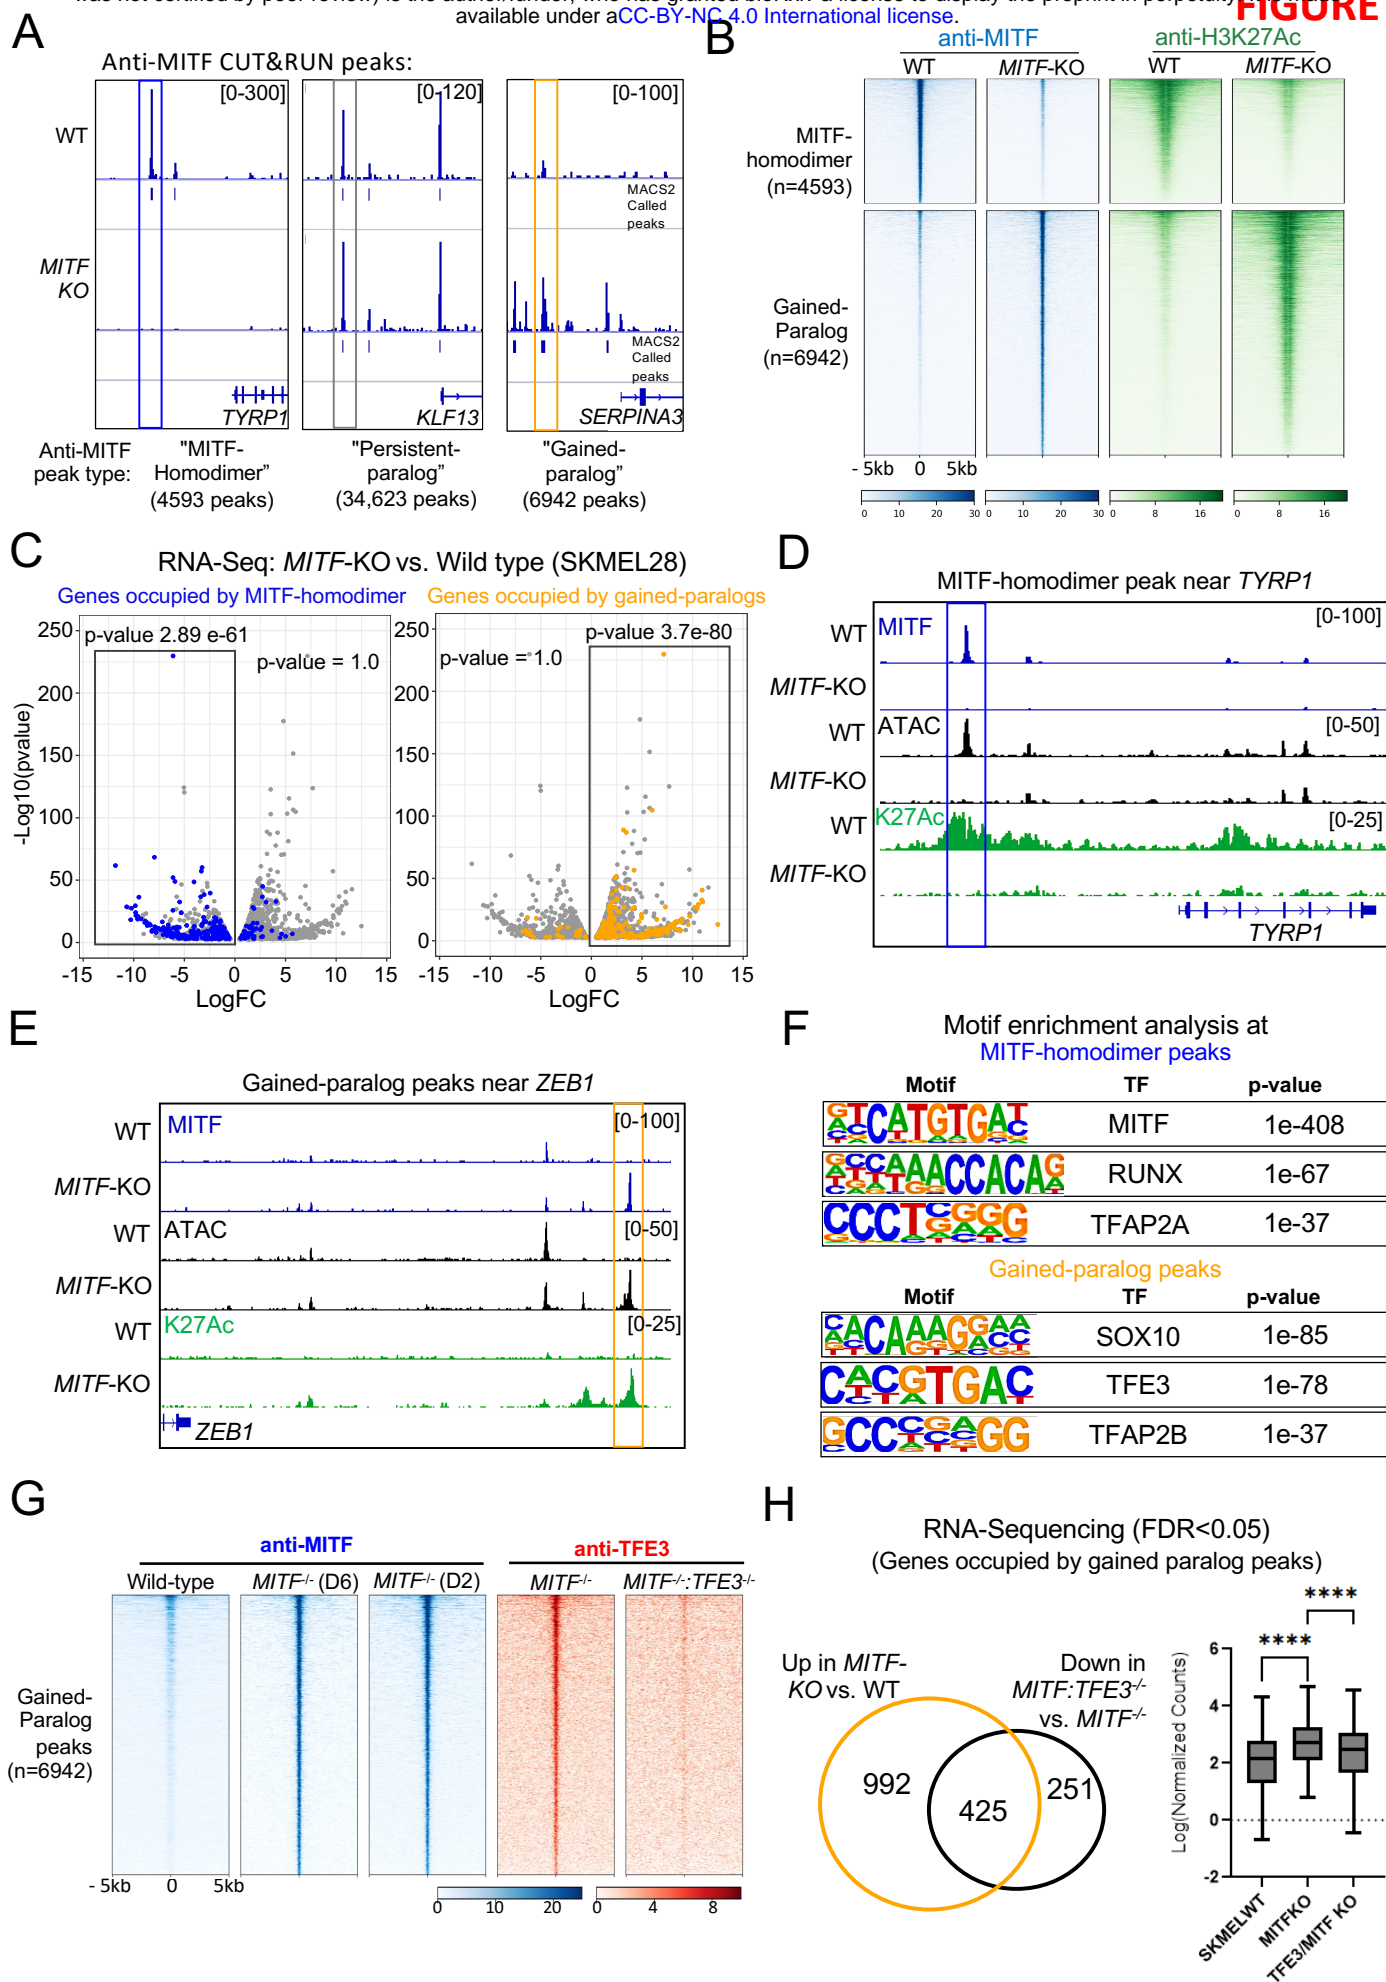 available under aCC-BY-NC 4.0 International license.
FIGURE
A
Anti-MITF CUT&RUN peaks:
[0-300]
[0-120]
[0-100]
WT
MACS2
Called
peaks
MITF
KO
MACS2
Called
peaks
TYRP1
KLF13
SERPINA3
Anti-MITF
peak type:
"MITF-
Homodimer”
(4593 peaks)
"Persistent-
paralog”
(34,623 peaks)
"Gained-
paralog”
(6942 peaks)
B
anti-MITF
anti-H3K27Ac
WT
MITF-KO
WT
MITF-KO
MITF-
homodimer
(n=4593)
Gained-
Paralog
(n=6942)
- 5kb 0 5kb
0 10 20 30
0 10 20 30
0 8 16
0 8 16
C
RNA-Seq: MITF-KO vs. Wild type (SKMEL28)
Genes occupied by MITF-homodimer
Genes occupied by gained-paralogs
p-value 2.89 e-61
p-value = 1.0
p-value = 1.0
p-value 3.7e-80
-Log10(pvalue)
250
200
150
100
50
0
250
200
150
100
50
0
-15 -10 -5 0 5 10 15
-15 -10 -5 0 5 10 15
LogFC
LogFC
D
MITF-homodimer peak near TYRP1
WT
MITF
[0-100]
MITF-KO
WT
ATAC
[0-50]
MITF-KO
WT
K27Ac
[0-25]
MITF-KO
TYRP1
E
Gained-paralog peaks near ZEB1
WT
MITF
[0-100]
MITF-KO
WT
ATAC
[0-50]
MITF-KO
WT
K27Ac
[0-25]
MITF-KO
ZEB1
F
Motif enrichment analysis at
MITF-homodimer peaks
Motif TF p-value
MITF 1e-408
RUNX 1e-67
TFAP2A 1e-37
Gained-paralog peaks
Motif TF p-value
SOX10 1e-85
TFE3 1e-78
TFAP2B 1e-37
G
anti-MITF
anti-TFE3
Wild-type
MITF-/- (D6)
MITF-/- (D2)
MITF-/-
MITF-/-:TFE3-/-
Gained-
Paralog
peaks
(n=6942)
- 5kb 0 5kb
0 10 20
0 4 8
H
RNA-Sequencing (FDR<0.05)
(Genes occupied by gained paralog peaks)
Up in MITF-
KO vs. WT
Down in
MITF:TFE3-/-
vs. MITF-/-
992
425
251
****
****
Log(Normalized Counts)
6
4
2
0
-2
SKMELWT
MITFKO
TFE3/MITF KO